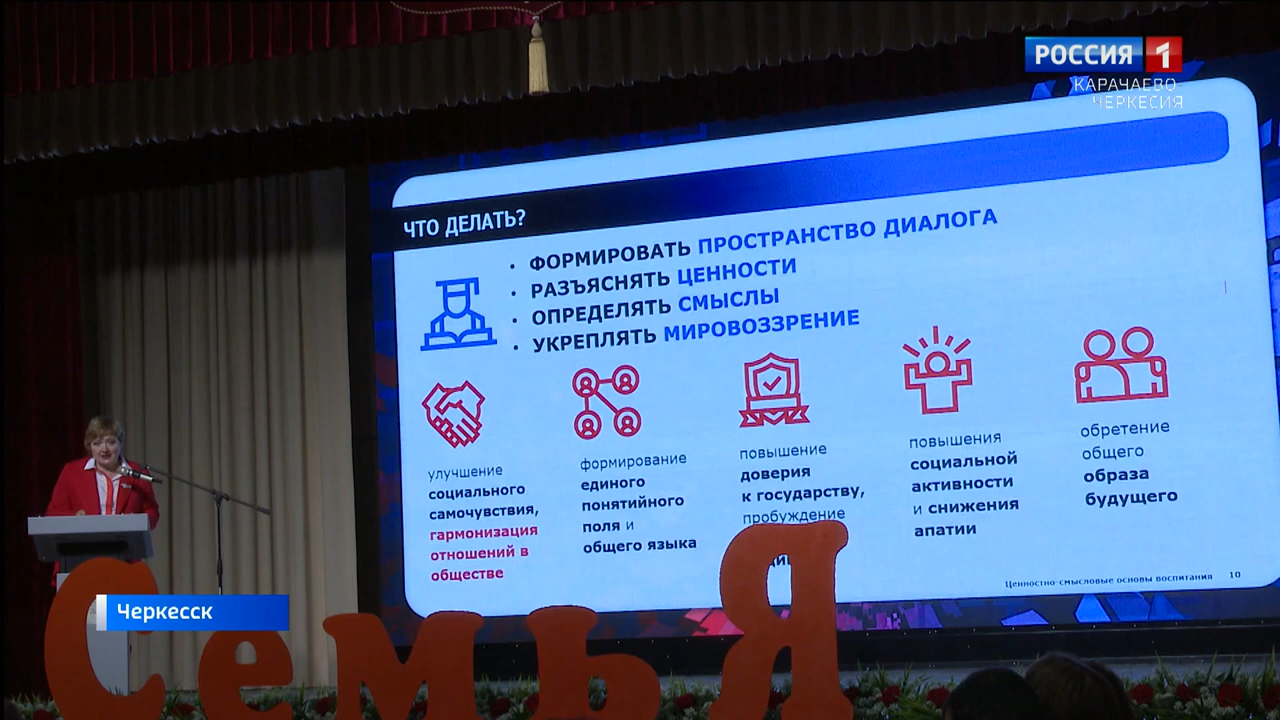 РОССИЯ 1
КАРАЧАЕВО-
ЧЕРКЕСИЯ
ЧТО ДЕЛАТЬ?
• ФОРМИРОВАТЬ ПРОСТРАНСТВО ДИАЛОГА
• РАЗЪЯСНЯТЬ ЦЕННОСТИ
• ОПРЕДЕЛЯТЬ СМЫСЛЫ
• УКРЕПЛЯТЬ МИРОВОЗЗРЕНИЕ
улучшение
социального
самочувствия,
гармонизация
отношений в
обществе
формирование
единого
понятийного
поля и
общего языка
повышение
доверия
к государству,
пробуждение
повышения
социальной
активности
и снижения
апатии
обретение
общего
образа
будущего
Ценностно-смысловые основы воспитания 10
Черкесск
СемьЯ